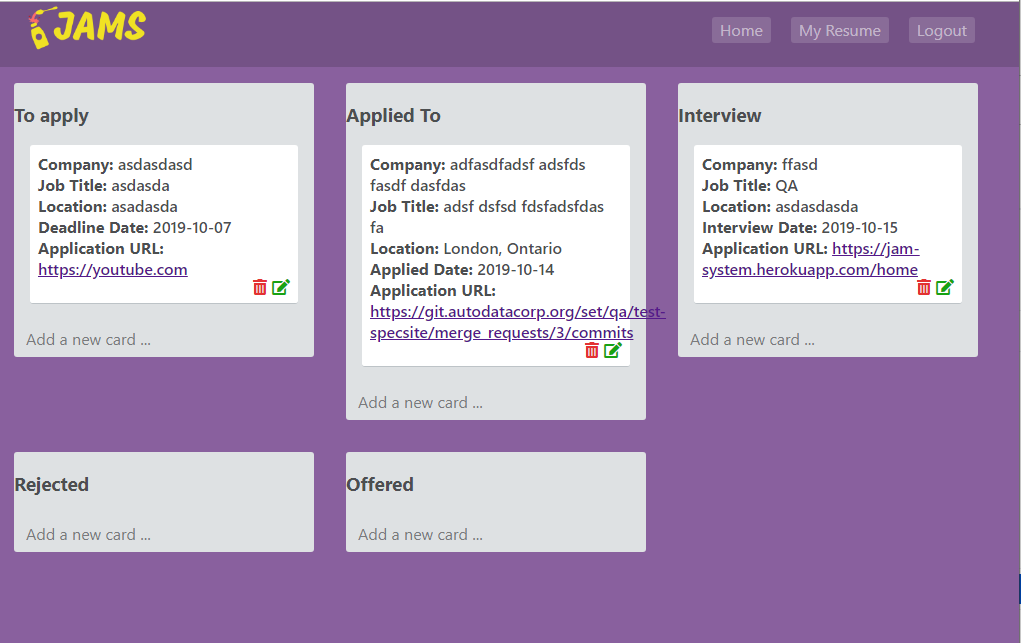 JAMS
Home My Resume Logout
To apply
Company: asdasdasd
Job Title: asdasda
Location: asadasda
Deadline Date: 2019-10-07
Application URL:
https://youtube.com
Add a new card ...
Applied To
Company: adfasdfadsf adsfds
fasdf dasfdas
Job Title: adsf dsfsd fdsfadsfdas
fa
Location: London, Ontario
Applied Date: 2019-10-14
Application URL:
https://git.autodatacorp.org/set/qa/test-
specsite/merge_requests/3/commits
Add a new card ...
Interview
Company: ffasd
Job Title: QA
Location: asdasdasda
Interview Date: 2019-10-15
Application URL: https://jam-
system.herokuapp.com/home
Add a new card ...
Rejected
Add a new card ...
Offered
Add a new card ...